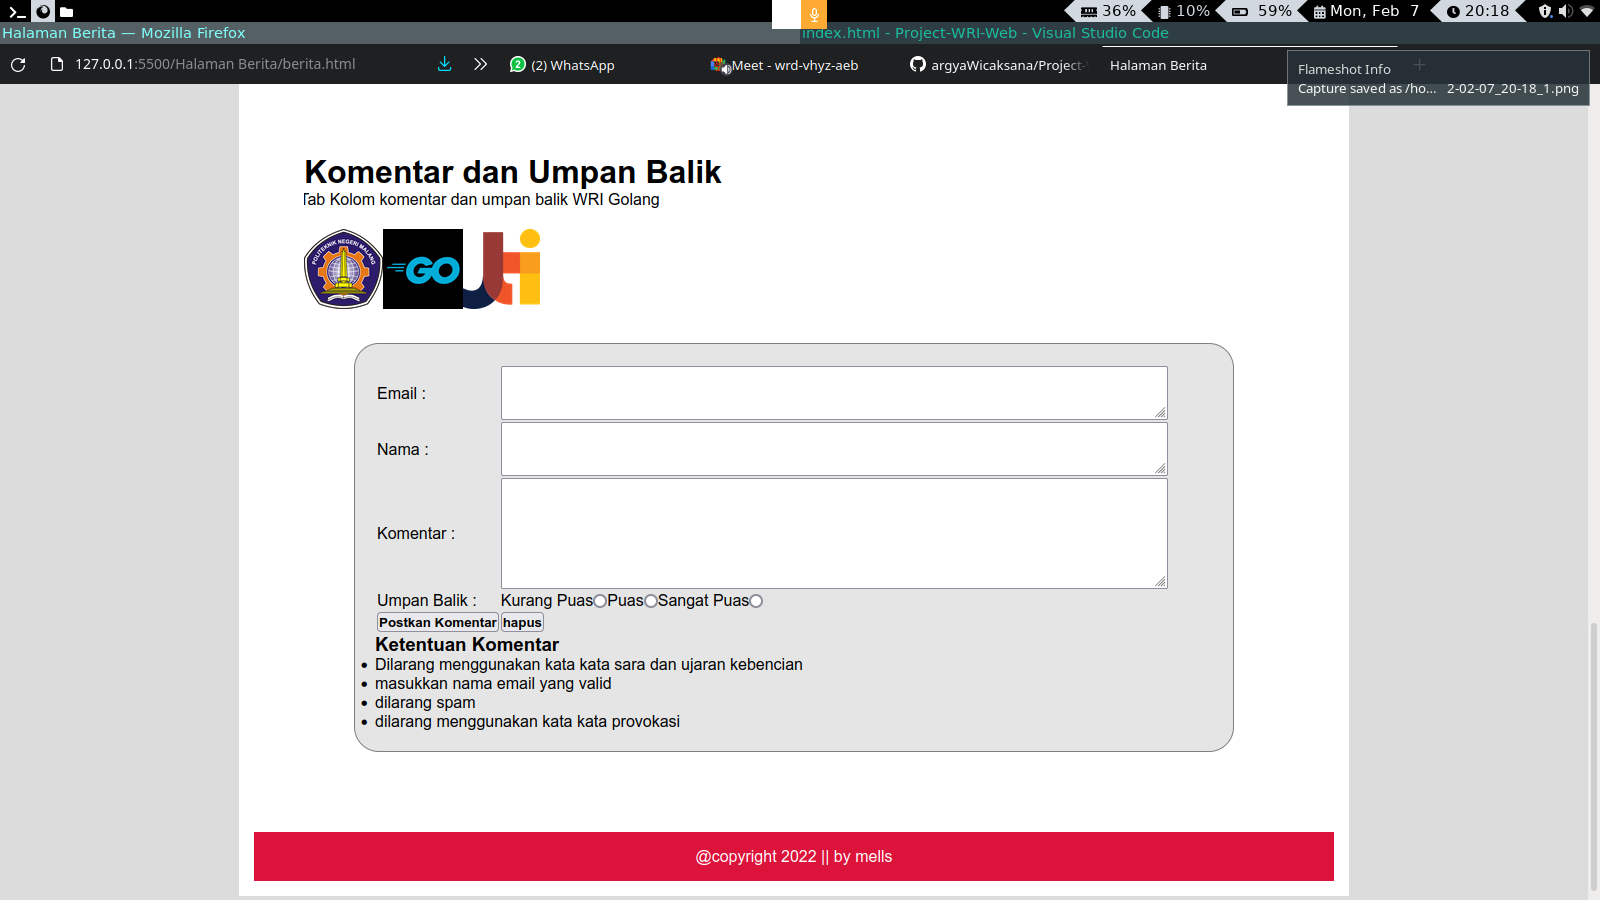 36% 10% 59% Mon, Feb 7 20:18
Halaman Berita — Mozilla Firefox
index.html - Project-WRI-Web - Visual Studio Code
127.0.0.1:5500/Halaman Berita/berita.html
2 (2) WhatsApp
Meet - wrd-vhyz-aeb
argyaWicaksana/Project-
Halaman Berita
Flameshot Info
Capture saved as /ho... 2-02-07_20-18_1.png
Komentar dan Umpan Balik
Tab Kolom komentar dan umpan balik WRI Golang
POLITEKNIK NEGERI MALANG
GO
Email :
Nama :
Komentar :
Umpan Balik : Kurang Puas Puas Sangat Puas
Postkan Komentar hapus
Ketentuan Komentar
• Dilarang menggunakan kata kata sara dan ujaran kebencian
• masukkan nama email yang valid
• dilarang spam
• dilarang menggunakan kata kata provokasi
@copyright 2022 || by mells